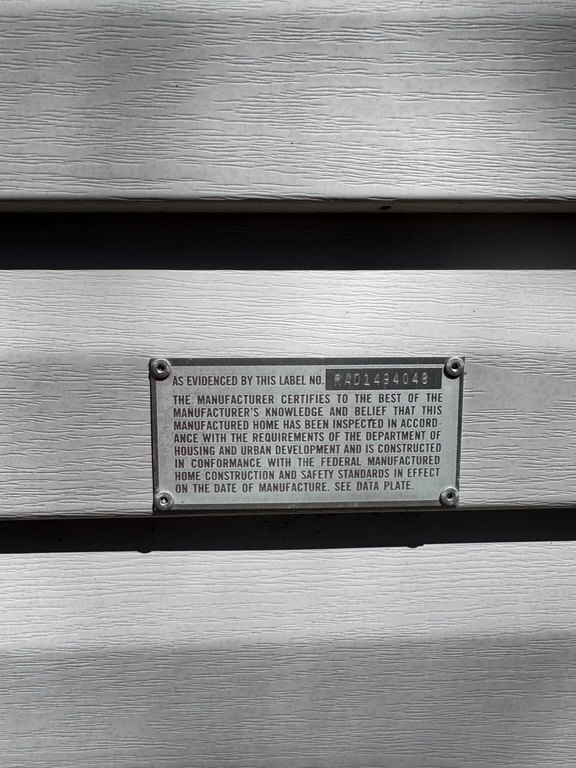 AS EVIDENCED BY THIS LABEL NO. RAD1494048
THE MANUFACTURER CERTIFIES TO THE BEST OF THE
MANUFACTURER'S KNOWLEDGE AND BELIEF THAT THIS
MANUFACTURED HOME HAS BEEN INSPECTED IN ACCORD-
ANCE WITH THE REQUIREMENTS OF THE DEPARTMENT OF
HOUSING AND URBAN DEVELOPMENT AND IS CONSTRUCTED
IN CONFORMANCE WITH THE FEDERAL MANUFACTURED
HOME CONSTRUCTION AND SAFETY STANDARDS IN EFFECT
ON THE DATE OF MANUFACTURE. SEE DATA PLATE.